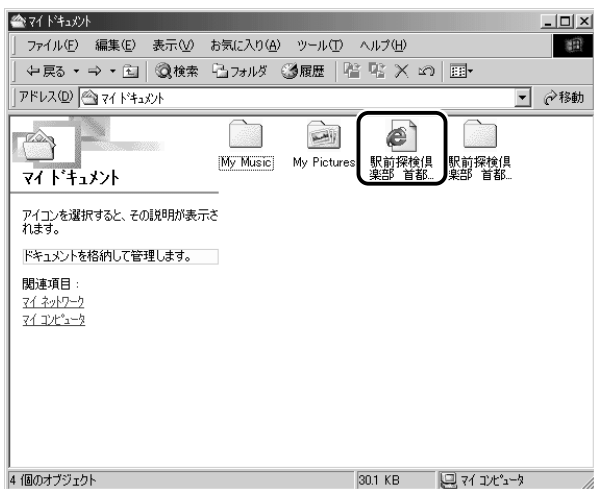 マイ ドキュメント
ファイル(F) 編集(E) 表示(V) お気に入り(A) ツール(T) ヘルプ(H)
戻る 検索 フォルダ 履歴
アドレス(D) マイ ドキュメント 移動
My Music
My Pictures
駅前探検倶
楽部 首都...
駅前探検倶
楽部 首都...
マイ ドキュメント
アイコンを選択すると、その説明が表示さ
れます。
ドキュメントを格納して管理します。
関連項目:
マイ ネットワーク
マイ コンピュータ
4 個のオブジェクト 30.1 KB マイ コンピュータ